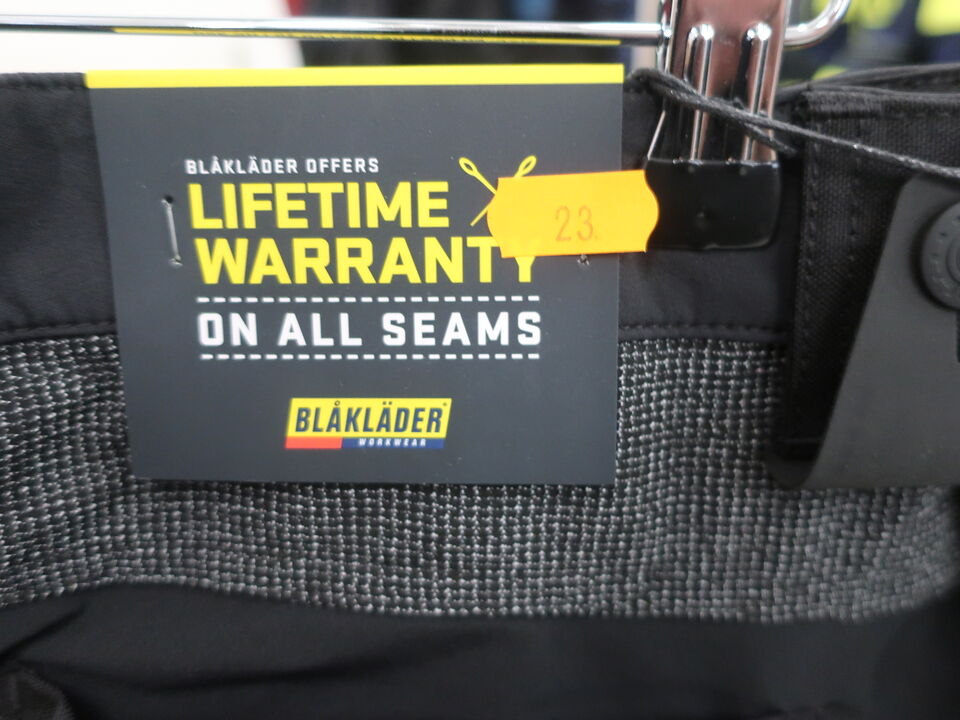 BLÅKLÄDER OFFERS
LIFETIME
WARRANTY
23.
ON ALL SEAMS
BLÅKLÄDER
WORKWEAR